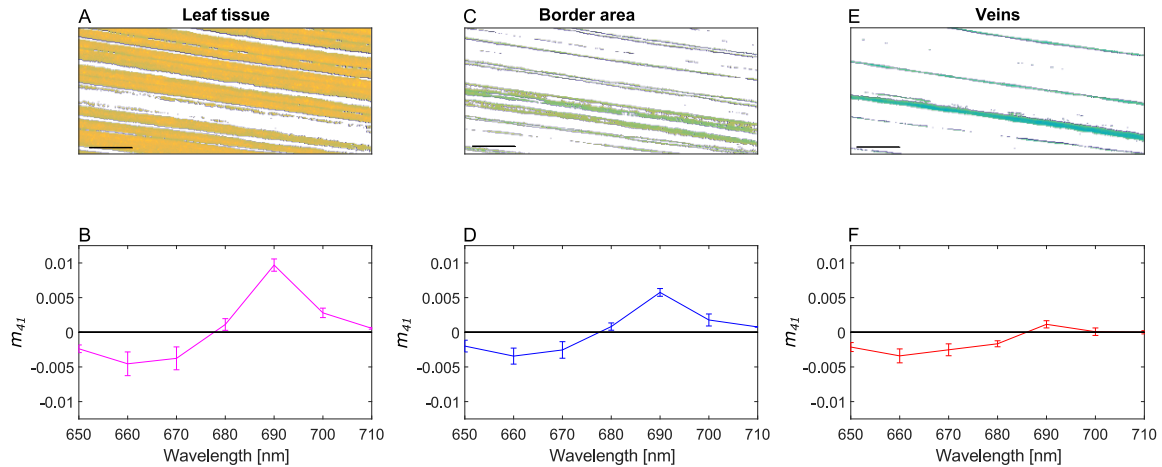 A Leaf tissue
C Border area
E Veins
B
0.01
0.005
0
-0.005
-0.01
m41
650 660 670 680 690 700 710
Wavelength [nm]
D
0.01
0.005
0
-0.005
-0.01
m41
650 660 670 680 690 700 710
Wavelength [nm]
F
0.01
0.005
0
-0.005
-0.01
m41
650 660 670 680 690 700 710
Wavelength [nm]